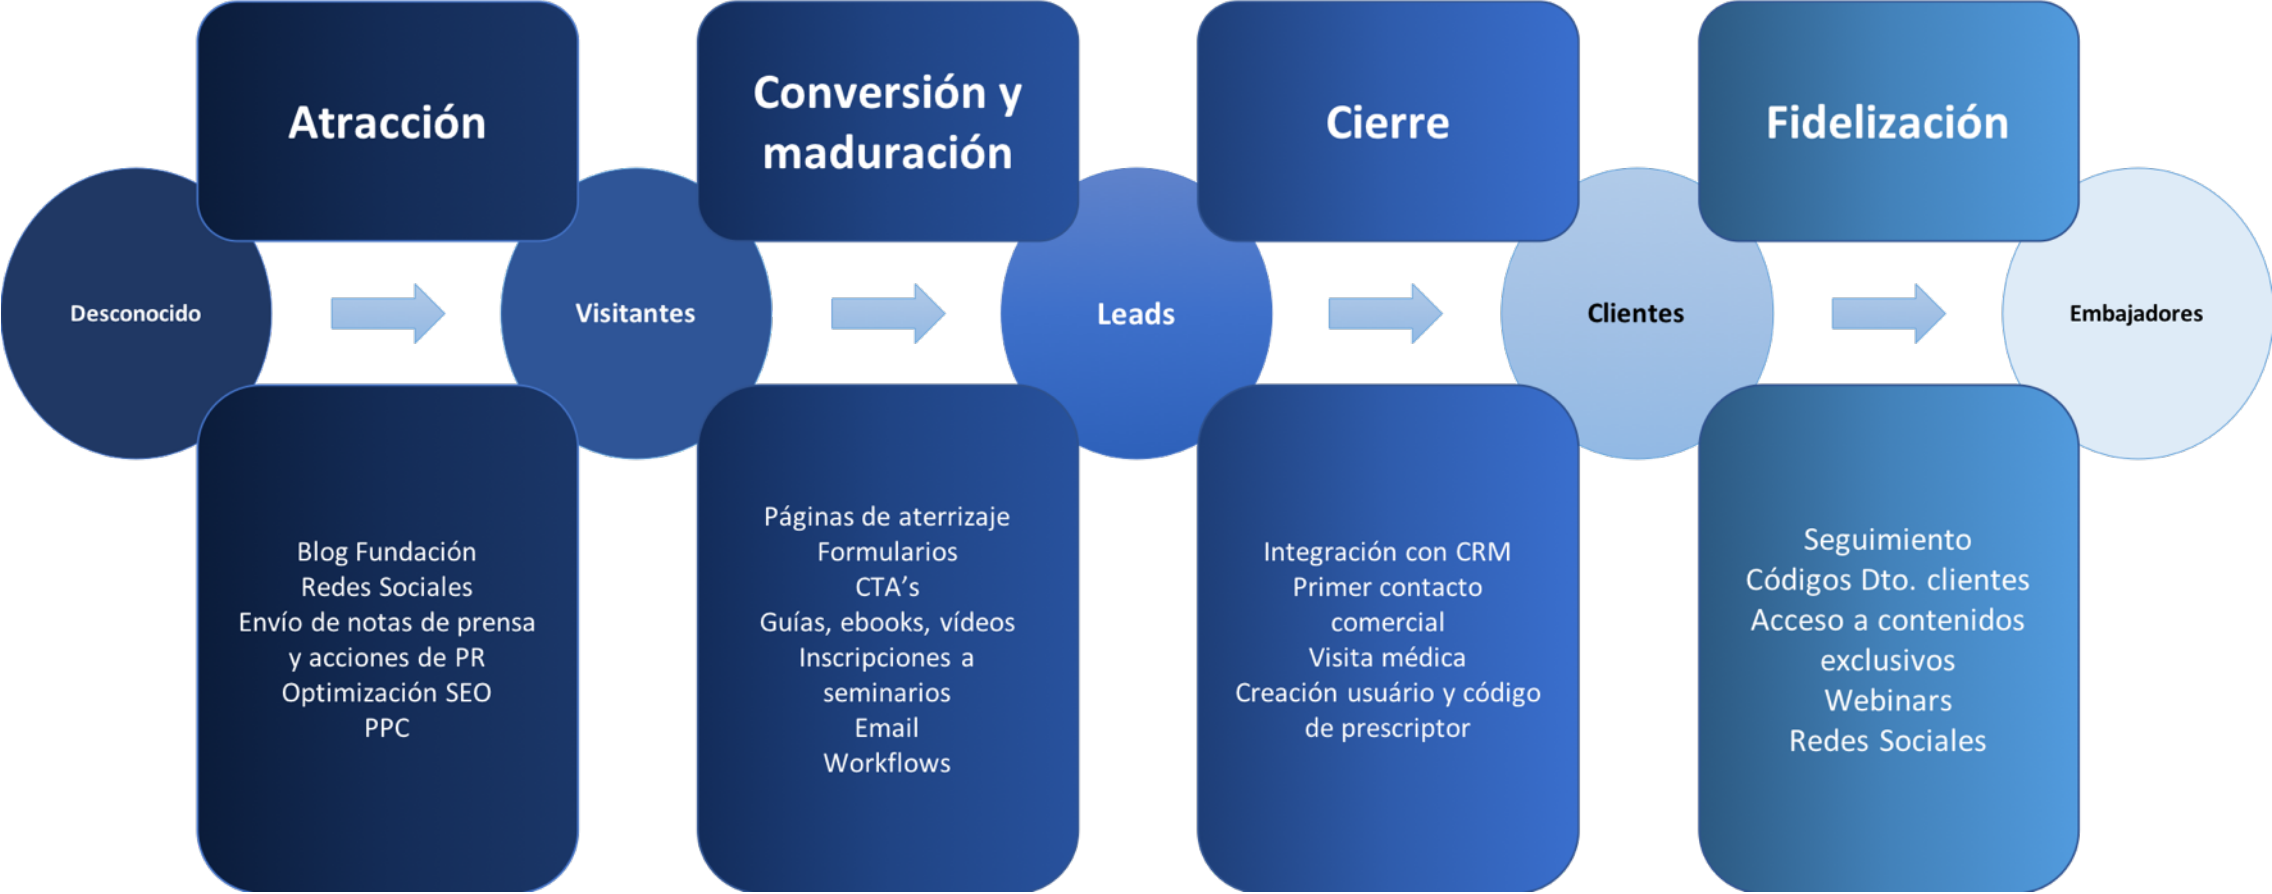 Atracción
Conversión y
maduración
Cierre
Fidelización
Desconocido
Visitantes
Leads
Clientes
Embajadores
Blog Fundación
Redes Sociales
Envío de notas de prensa
y acciones de PR
Optimización SEO
PPC
Páginas de aterrizaje
Formularios
CTA’s
Guías, ebooks, vídeos
Inscripciones a
seminarios
Email
Workflows
Integración con CRM
Primer contacto
comercial
Visita médica
Creación usuário y código
de prescriptor
Seguimiento
Códigos Dto. clientes
Acceso a contenidos
exclusivos
Webinars
Redes Sociales